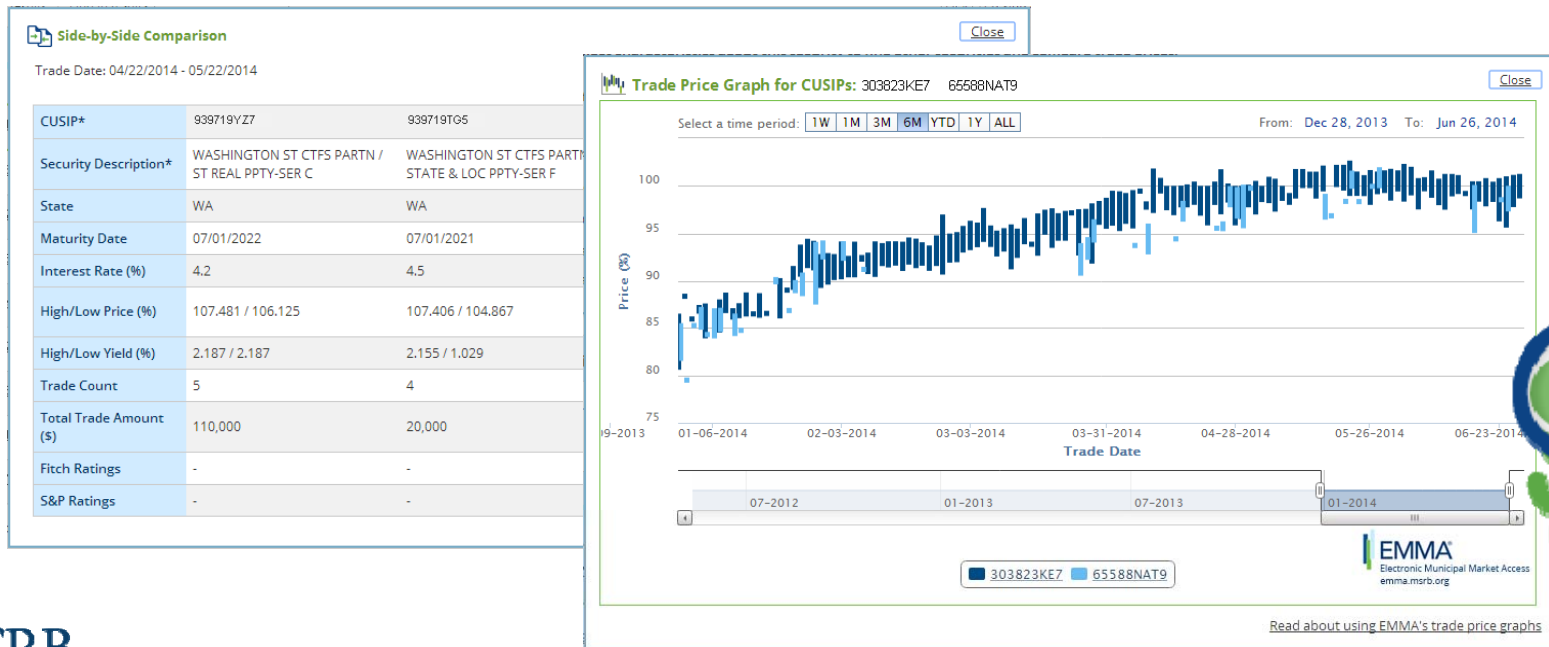 Side-by-Side Comparison
Close
Trade Date: 04/22/2014 - 05/22/2014
CUSIP* 939719YZ7 939719TG5
Security Description* WASHINGTON ST CTFS PARTN / WASHINGTON ST CTFS PARTN
ST REAL PPTY-SER C STATE & LOC PPTY-SER F
State WA WA
Maturity Date 07/01/2022 07/01/2021
Interest Rate (%) 4.2 4.5
High/Low Price (%) 107.481 / 106.125 107.406 / 104.867
High/Low Yield (%) 2.187 / 2.187 2.155 / 1.029
Trade Count 5 4
Total Trade Amount
($) 110,000 20,000
Fitch Ratings - -
S&P Ratings - -
Trade Price Graph for CUSIPs: 303823KE7 65588NAT9
Close
Select a time period: 1W 1M 3M 6M YTD 1Y ALL From: Dec 28, 2013 To: Jun 26, 2014
Price (%)
100
95
90
85
80
75
09-2013 01-06-2014 02-03-2014 03-03-2014 03-31-2014 04-28-2014 05-26-2014 06-23-2014
Trade Date
07-2012 01-2013 07-2013 01-2014
303823KE7 65588NAT9
EMMA®
Electronic Municipal Market Access
emma.msrb.org
Read about using EMMA's trade price graphs